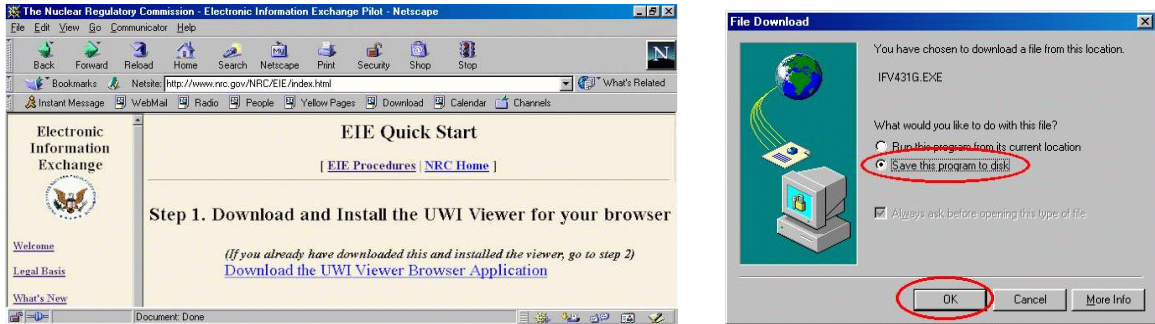 The Nuclear Regulatory Commission - Electronic Information Exchange Pilot - Netscape
File Edit View Go Communicator Help
Back Forward Reload Home Search Netscape Print Security Shop Stop
N
Bookmarks Netsite: http://www.nrc.gov/NRC/EIE/index.html What's Related
Instant Message WebMail Radio People Yellow Pages Download Calendar Channels
Electronic
Information
Exchange
Welcome
Legal Basis
What's New
EIE Quick Start
[ EIE Procedures | NRC Home ]
Step 1. Download and Install the UWI Viewer for your browser
(If you already have downloaded this and installed the viewer, go to step 2)
Download the UWI Viewer Browser Application
Document: Done
File Download
You have chosen to download a file from this location.
IFV431G.EXE
What would you like to do with this file?
Run this program from its current location
Save this program to disk
Always ask before opening this type of file
OK Cancel More Info